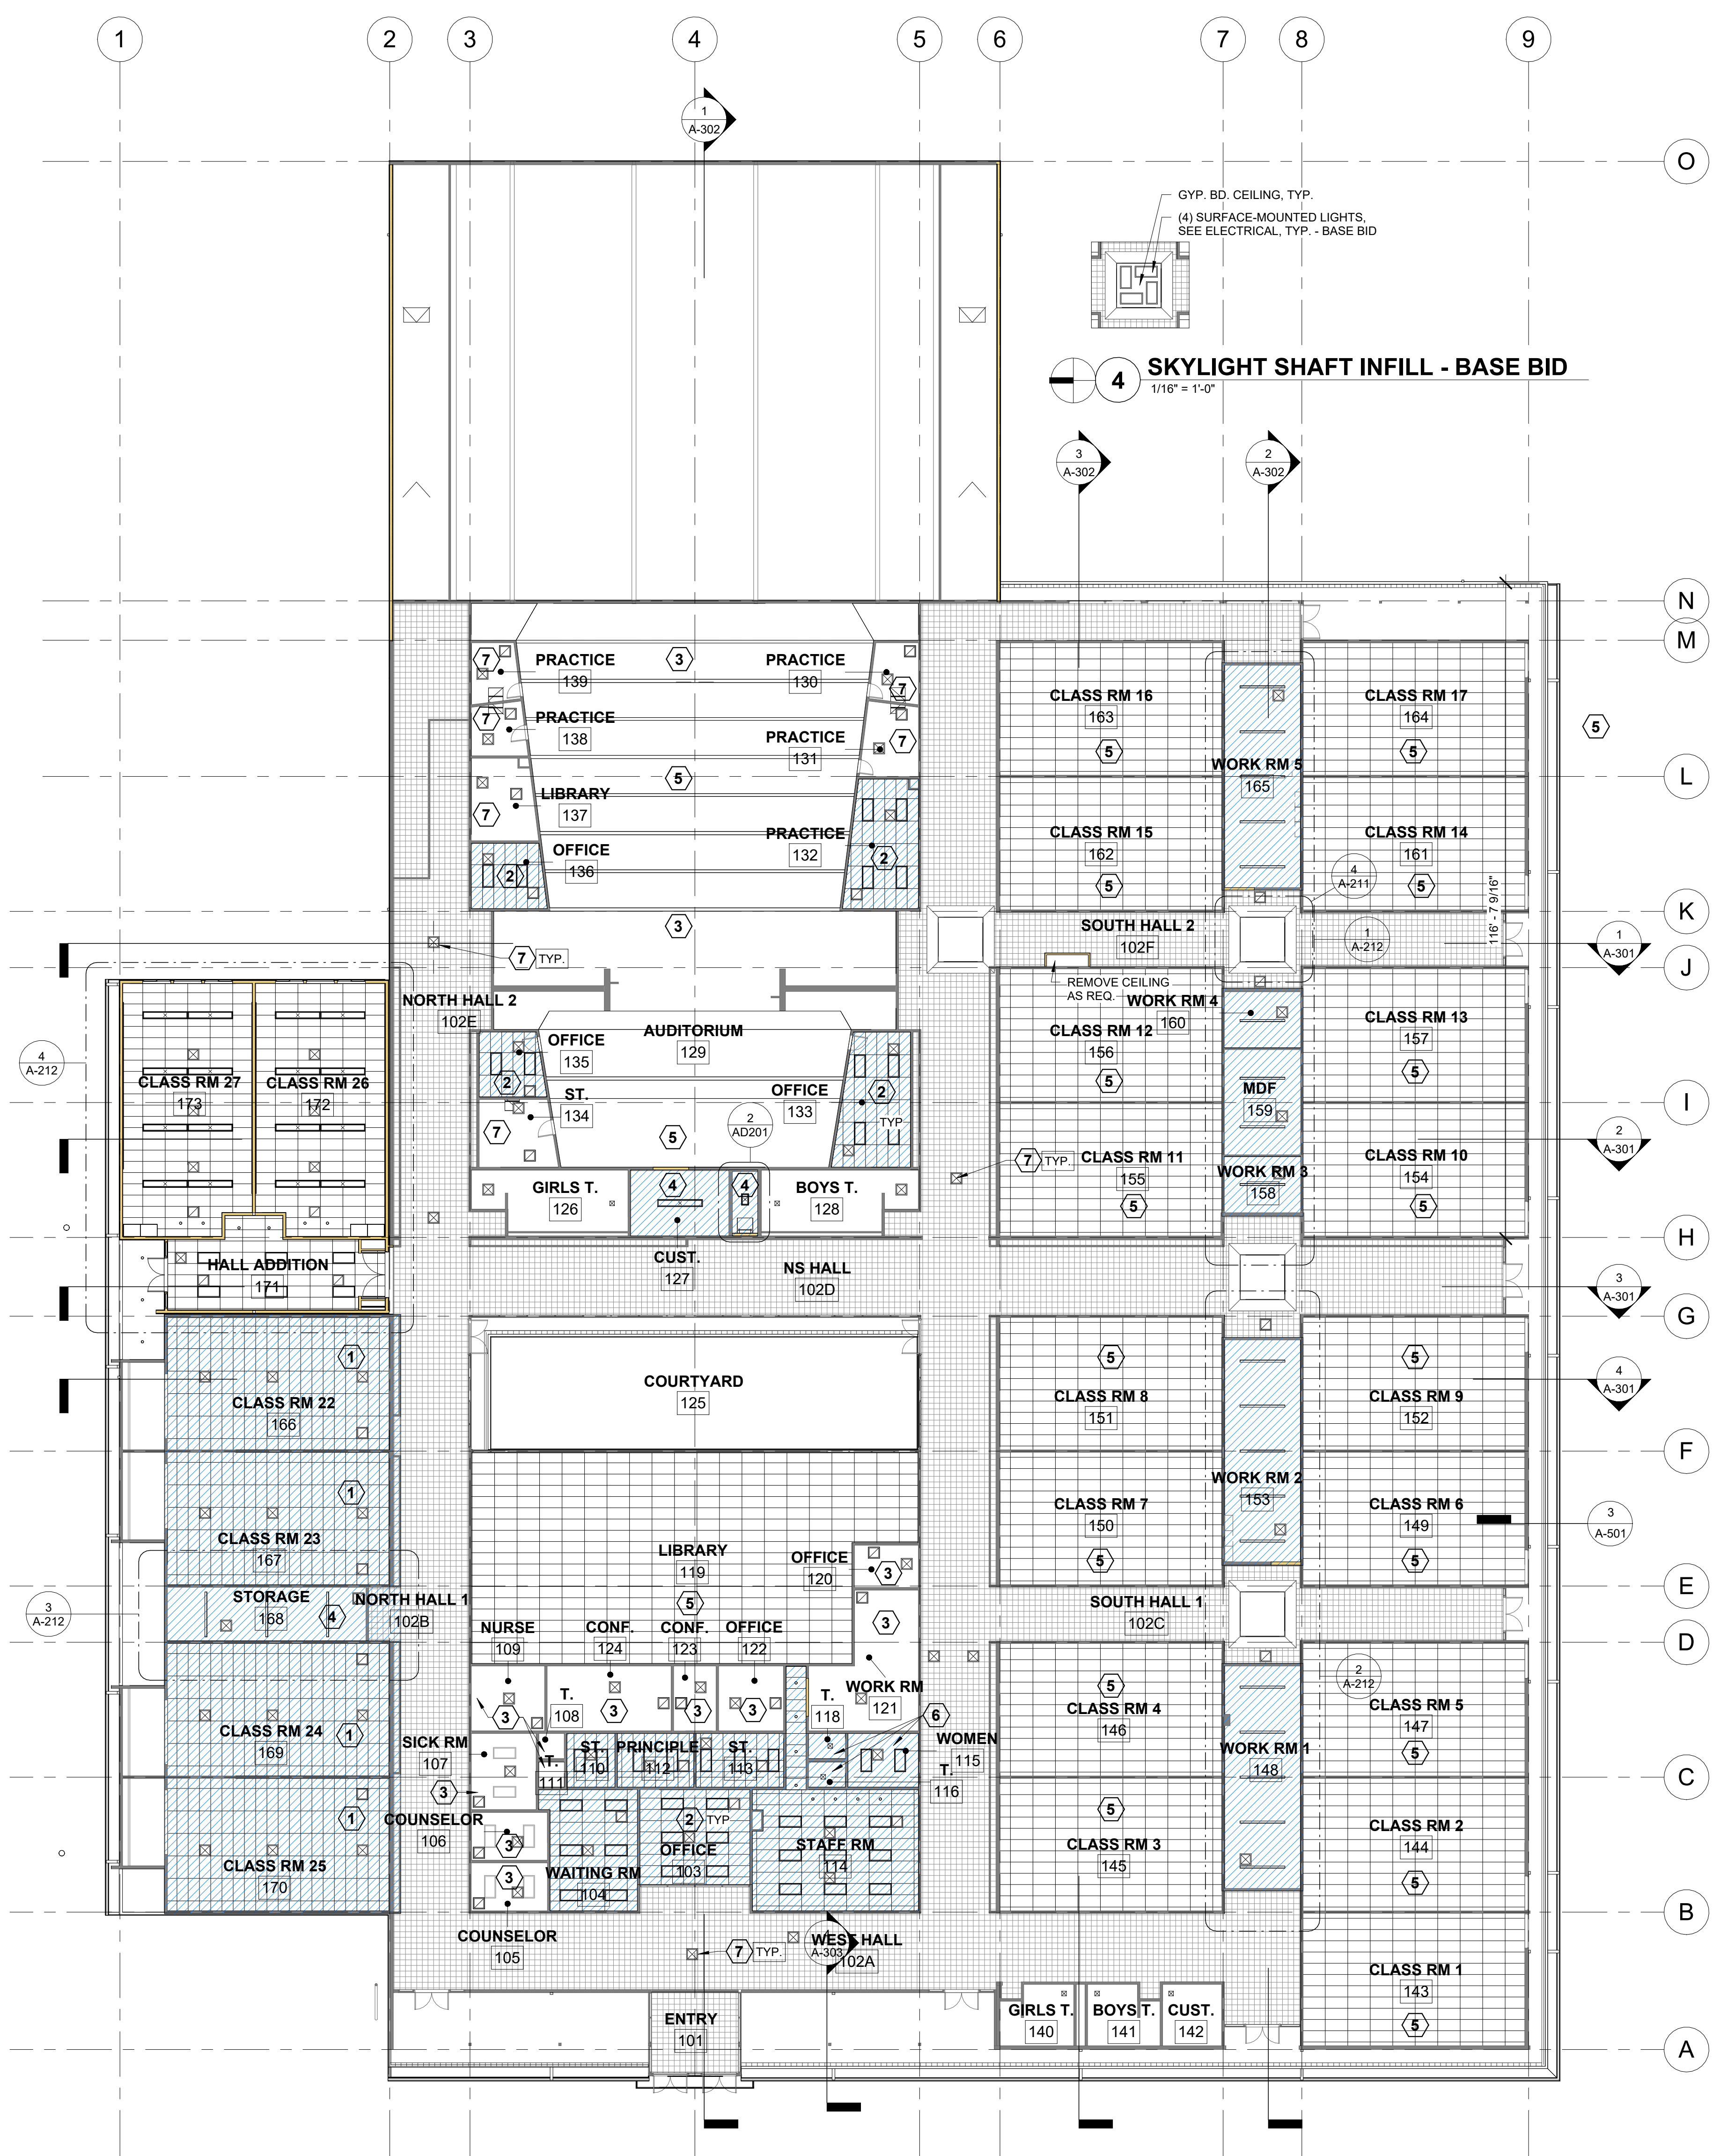 1
2
3
4
5
6
7
8
9
1
A-302
O
GYP. BD. CEILING, TYP.
(4) SURFACE-MOUNTED LIGHTS,
SEE ELECTRICAL, TYP. - BASE BID
4
SKYLIGHT SHAFT INFILL - BASE BID
1/16" = 1'-0"
3
A-302
2
A-302
N
M
7
PRACTICE
139
3
PRACTICE
130
7
CLASS RM 16
163
5
CLASS RM 17
164
5
5
7
PRACTICE
138
PRACTICE
131
7
WORK RM 5
165
L
5
7
LIBRARY
137
PRACTICE
132
2
OFFICE
136
2
CLASS RM 15
162
5
CLASS RM 14
161
5
4
A-211
116' - 7 9/16"
K
3
SOUTH HALL 2
102F
1
A-212
1
A-301
7
TYP.
J
REMOVE CEILING
AS REQ.
WORK RM 4
160
NORTH HALL 2
102E
CLASS RM 12
156
5
CLASS RM 13
157
5
OFFICE
135
2
AUDITORIUM
129
4
A-212
CLASS RM 27
173
CLASS RM 26
172
ST.
134
7
OFFICE
133
2
TYP
MDF
159
I
2
AD201
5
2
A-301
7
TYP.
CLASS RM 11
155
5
WORK RM 3
158
CLASS RM 10
154
5
GIRLS T.
126
4
4
BOYS T.
128
H
CUST.
127
NS HALL
102D
HALL ADDITION
171
3
A-301
G
1
5
5
COURTYARD
125
4
A-301
CLASS RM 22
166
CLASS RM 8
151
CLASS RM 9
152
F
1
WORK RM 2
153
CLASS RM 23
167
CLASS RM 7
150
5
CLASS RM 6
149
5
3
A-501
LIBRARY
119
5
OFFICE
120
3
E
3
A-212
STORAGE
168
4
NORTH HALL 1
102B
3
SOUTH HALL 1
102C
NURSE
109
CONF.
124
CONF.
123
OFFICE
122
D
2
A-212
3
T.
108
3
3
3
T.
118
WORK RM
121
6
5
CLASS RM 4
146
CLASS RM 5
147
5
CLASS RM 24
169
1
SICK RM
107
T.
111
ST.
110
PRINCIPLE
112
ST.
113
WOMEN
115
T.
116
WORK RM 1
148
C
3
COUNSELOR
106
3
2
TYP
OFFICE
103
STAFF RM
114
1
5
CLASS RM 3
145
CLASS RM 2
144
5
CLASS RM 25
170
3
WAITING RM
104
B
COUNSELOR
105
7
TYP.
A-303
WEST HALL
102A
CLASS RM 1
143
5
ENTRY
101
GIRLS T.
140
BOYS T.
141
CUST.
142
A